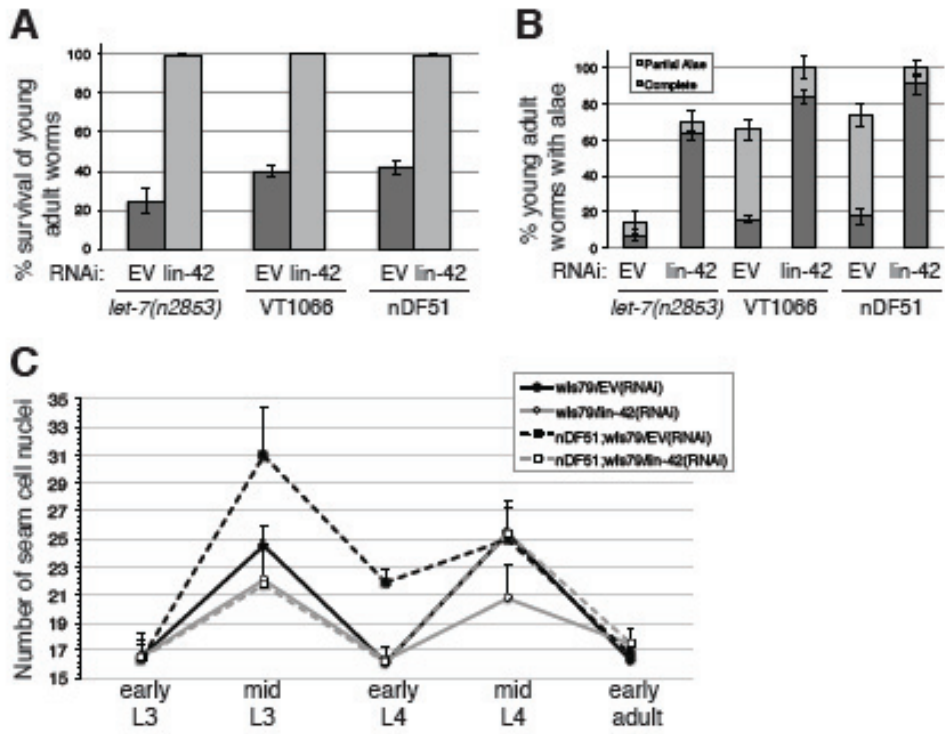 A
% survival of young
adult worms
100
80
60
40
20
0
RNAi: EV lin-42 EV lin-42 EV lin-42
let-7(n2853) VT1066 nDF51
B
% young adult
worms with alae
100
80
60
40
20
0
Partial Alae
Complete
RNAi: EV lin-42 EV lin-42 EV lin-42
let-7(n2853) VT1066 nDF51
C
Number of seam cell nuclei
35
33
31
29
27
25
23
21
19
17
15
wIs79/EV(RNAi)
wIs79/lin-42(RNAi)
nDF51;wIs79/EV(RNAi)
nDF51;wIs79/lin-42(RNAi)
early mid early mid early
L3 L3 L4 L4 adult